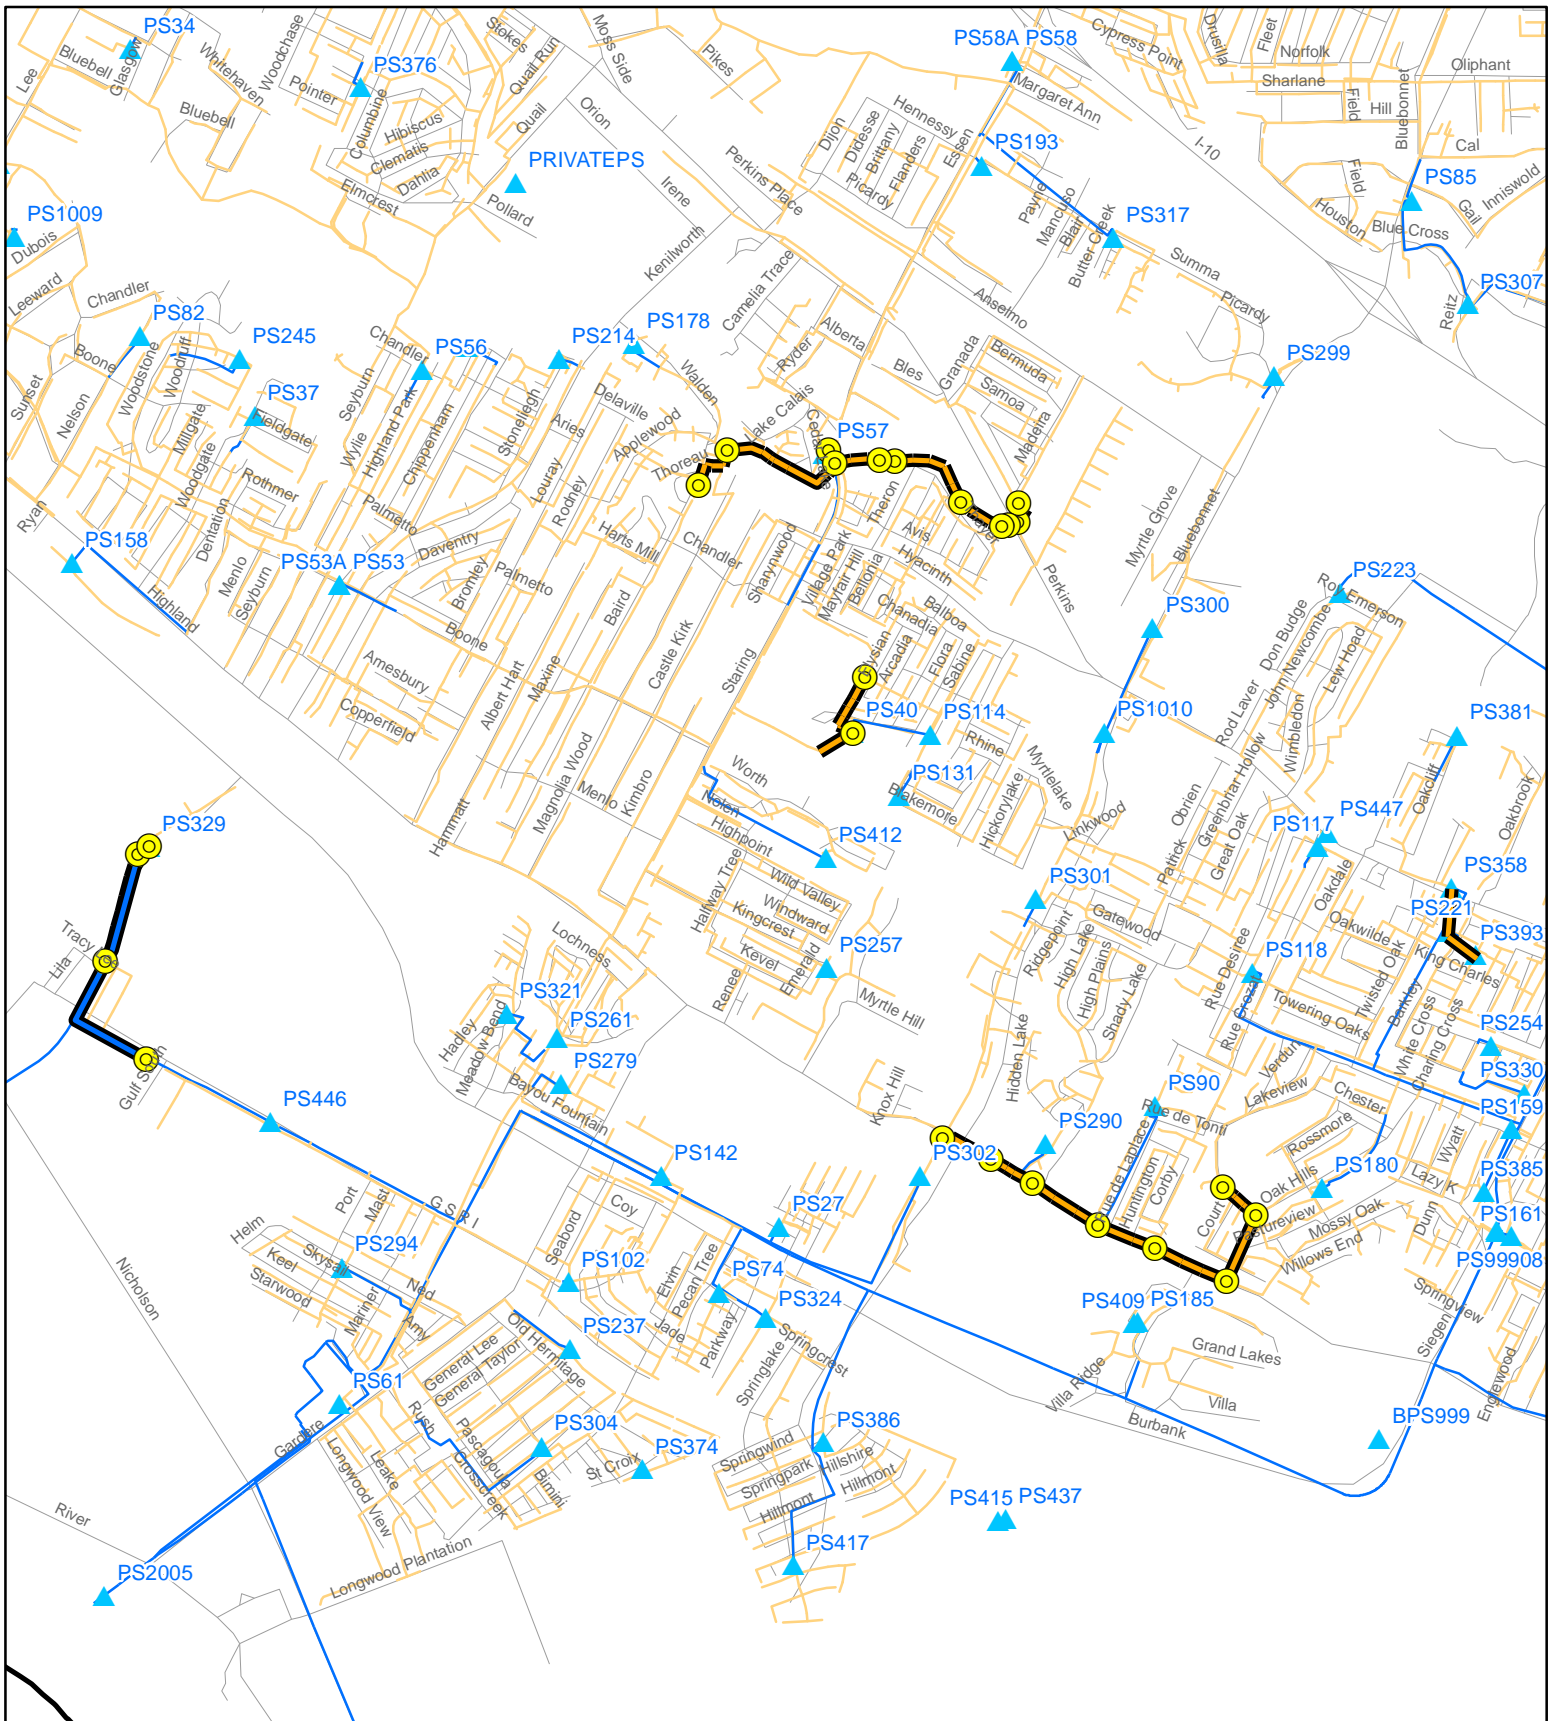 PS34
Bluebell
Glasgow
Lee
Whitehaven
Woodchase
Pointer
PS376
Columbine
Bluebell
Hibiscus
Clematis
Dahlia
Elmcrest
Stokes
Quail Run
Quail
Moss Side
Orion
Pikes
PRIVATEPS
Pollard
Irene
Perkins Place
Kenilworth
Dijon
Didesse
Brittany
Flanders
Picardy
Hennessy
Essen
PS58A PS58
Margaret Ann
Cypress Point
Drusilla
Fleet
Norfolk
Sharlane
Field
Hill
Bluebonnet
Oliphant
Cal
I-10
PS193
Payne
Mancuso
Blair
Butter Creek
PS317
Summa
Picardy
Field
Houston
PS85
Gail
Inniswold
Blue Cross
PS307
Reitz
PS1009
Dubois
Leeward
Chandler
PS82
Boone
Sunset
Nelson
Woodstone
Woodruff
PS245
PS37
Fieldgate
Millgate
Woodgate
Rothmer
Dentation
Ryan
Seyburn
Chandler
PS56
Wylie
Highland Park
Chippenham
Stoneliegh
PS214
PS178
Walden
Delaville
Aries
Applewood
Louray
Rodney
Thoreau
Camelia Trace
Ryder
Alberta
Lake Calais
PS57
Bles
Anselmo
Granada
Bermuda
Samoa
Madeira
PS299
PS158
Highland
Menlo
Seyburn
PS53A PS53
Palmetto
Daventry
Bromley
Palmetto
Boone
Amesbury
Copperfield
Harts Mill
Chandler
Baird
Castle Kirk
Albert Hart
Maxine
Sharynwood
Staring
Village Park
Mayfair Hill
Bellonia
Theron
Avis
Hyacinth
Chanadia
Balboa
Elysian
Arcadia
Flora
Sabine
Perkins
Myrtle Grove
Bluebonnet
PS300
PS223
Roy Emerson
Don Budge
John Newcombe
Lew Hoad
Rod Laver
Wimbledon
PS40
PS114
Rhine
PS1010
PS381
PS131
Blakemore
Myrtlelake
Hickorylake
Linkwood
Worth
Nolen
Highpoint
PS412
Magnolia Wood
Menlo
Kimbro
Hammatt
Patrick
Obrien
Greenbriar Hollow
Great Oak
PS117
PS447
Oakcliff
Oakbrook
Oakdale
PS329
Tracy Lee
Lila
Gulf South
Halfway Tree
Wild Valley
Windward
Kingcrest
Kevel
Emerald
Renee
PS257
Myrtle Hill
PS301
Gatewood
Ridgepoint
High Lake
High Plains
Shady Lake
Hidden Lake
Rue Desiree
PS118
Rue Crozat
Towering Oaks
Oakwilde
Twisted Oak
Barkley
PS358
PS221
PS393
King Charles
White Cross
Charing Cross
PS254
PS330
PS159
Lochness
PS321
PS261
PS279
Hadley
Meadow Bend
Bayou Fountain
PS446
G S R I
PS142
Knox Hill
PS302
PS290
PS90
Rue de Tonti
Rue de Laplace
Huntington
Corby
Verdun
Lakeview
Chester
Rossmore
Wyatt
Lazy K
Oak Hills
PS180
Pastureview
Mossy Oak
Willows End
Court
Dunn
PS385
PS161
PS99908
Springview
Siegen
Englewood
Port
Mast
Helm
Keel
Skysail
Starwood
PS294
Mariner
Ned
Amy
Nicholson
Coy
Seabord
PS102
PS27
Elvin
Pecan Tree
PS74
Jade
Parkway
PS324
Springcrest
Springlake
PS237
Old Hermitage
General Lee
General Taylor
PS61
Gardere
Rush
Leake
Longwood View
Pascagoula
Crosscreek
PS304
Bimini
St Croix
PS374
Springwind
Springpark
Hillmont
PS386
Hillshire
Hillmont
PS417
PS409
PS185
Grand Lakes
Villa Ridge
Villa
Burbank
BPS999
PS415 PS437
River
PS2005
Longwood Plantation